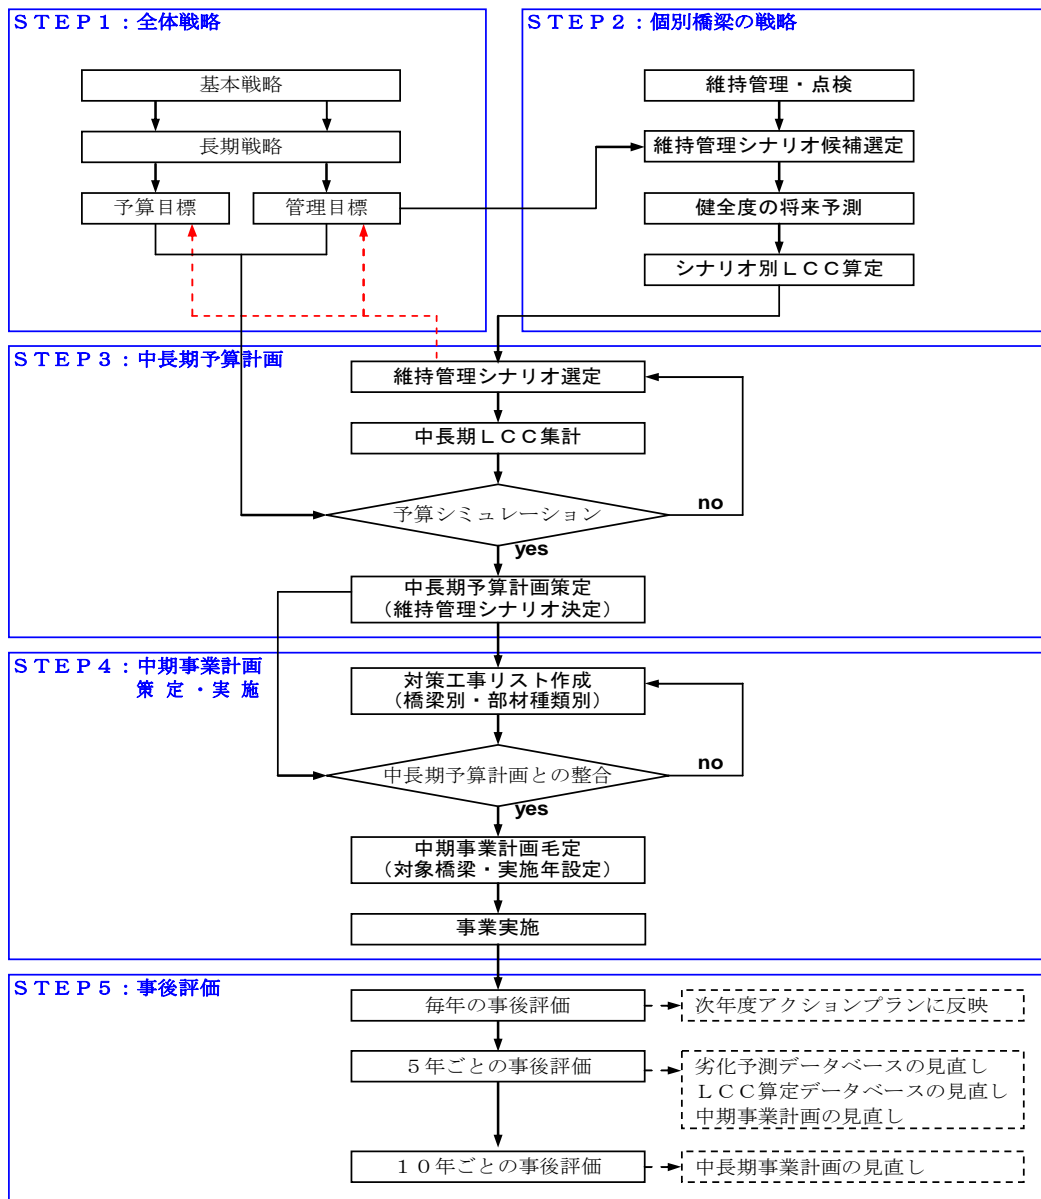 ＳＴＥＰ１：全体戦略
基本戦略
長期戦略
予算目標
管理目標
ＳＴＥＰ２：個別橋梁の戦略
維持管理・点検
維持管理シナリオ候補選定
健全度の将来予測
シナリオ別ＬＣＣ算定
ＳＴＥＰ３：中長期予算計画
維持管理シナリオ選定
中長期ＬＣＣ集計
予算シミュレーション
no
yes
中長期予算計画策定
（維持管理シナリオ決定）
ＳＴＥＰ４：中期事業計画
策 定 ・ 実 施
対策工事リスト作成
（橋梁別・部材種類別）
中長期予算計画との整合
no
yes
中期事業計画毛定
（対象橋梁・実施年設定）
事業実施
ＳＴＥＰ５：事後評価
毎年の事後評価
次年度アクションプランに反映
５年ごとの事後評価
劣化予測データベースの見直し
ＬＣＣ算定データベースの見直し
中期事業計画の見直し
１０年ごとの事後評価
中長期事業計画の見直し